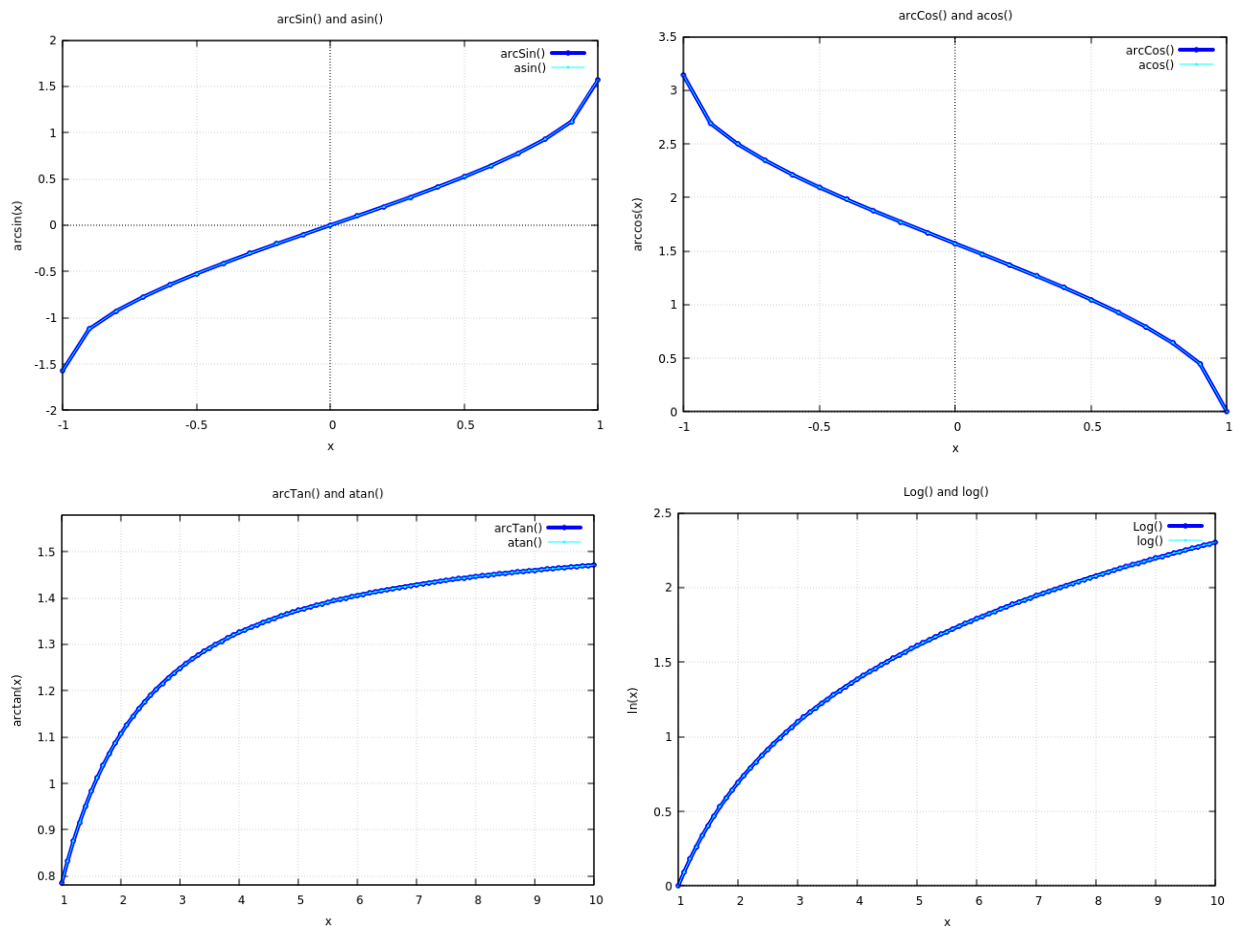 arcSin() and asin()
arcSin()
asin()
2
1.5
1
0.5
0
-0.5
-1
-1.5
-2
arcsin(x)
-1 -0.5 0 0.5 1
x
arcCos() and acos()
arcCos()
acos()
3.5
3
2.5
2
1.5
1
0.5
0
arccos(x)
-1 -0.5 0 0.5 1
x
arcTan() and atan()
arcTan()
atan()
1.5
1.4
1.3
1.2
1.1
1
0.9
0.8
arctan(x)
1 2 3 4 5 6 7 8 9 10
x
Log() and log()
Log()
log()
2.5
2
1.5
1
0.5
0
ln(x)
1 2 3 4 5 6 7 8 9 10
x